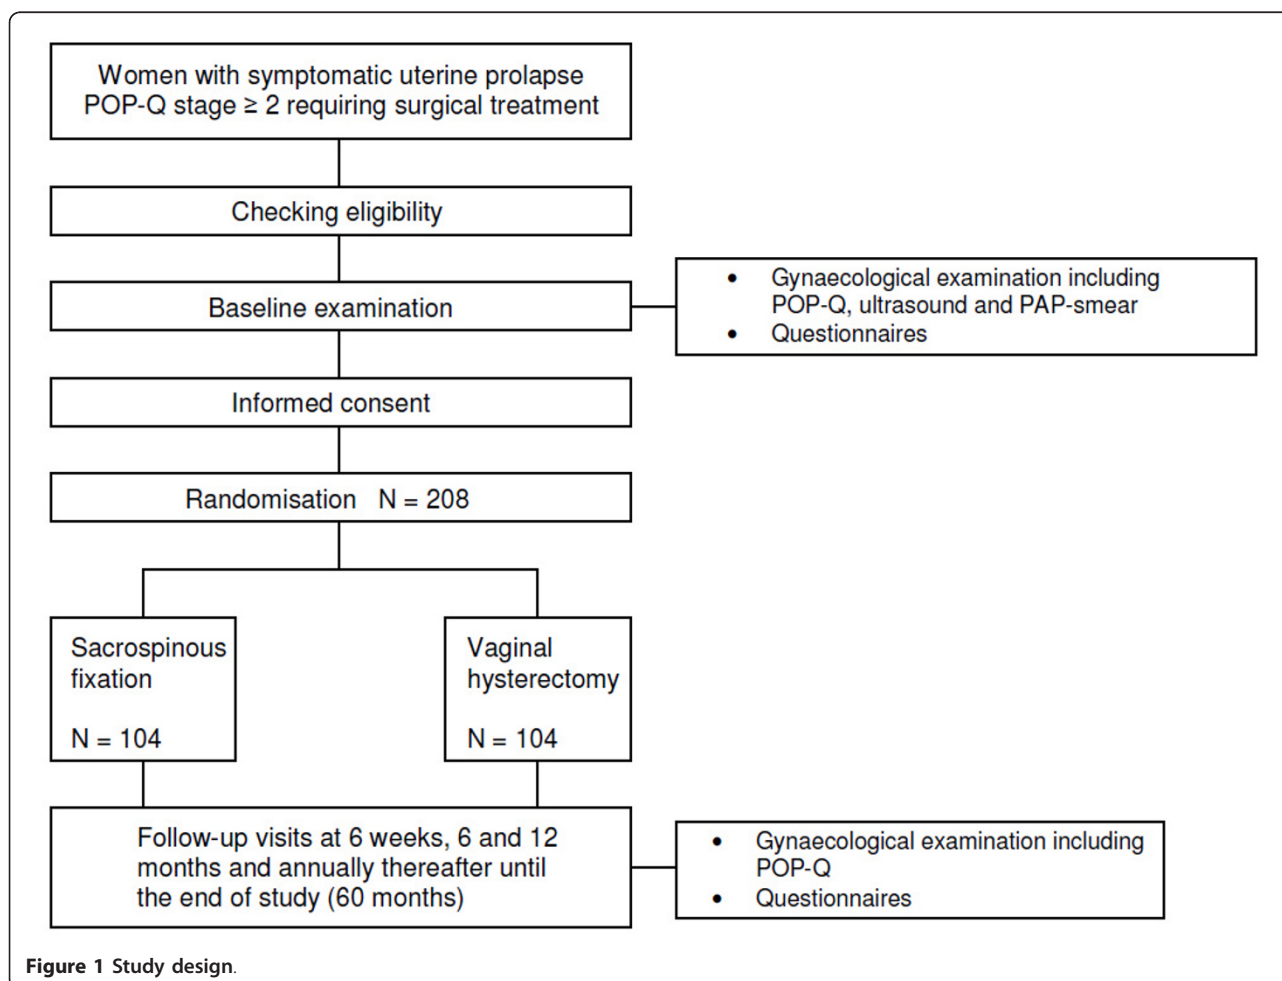 Women with symptomatic uterine prolapse
POP-Q stage ≥ 2 requiring surgical treatment
Checking eligibility
Baseline examination
• Gynaecological examination including
POP-Q, ultrasound and PAP-smear
• Questionnaires
Informed consent
Randomisation N = 208
Sacrospinous
fixation
N = 104
Vaginal
hysterectomy
N = 104
Follow-up visits at 6 weeks, 6 and 12
months and annually thereafter until
the end of study (60 months)
• Gynaecological examination including
POP-Q
• Questionnaires
Figure 1 Study design.